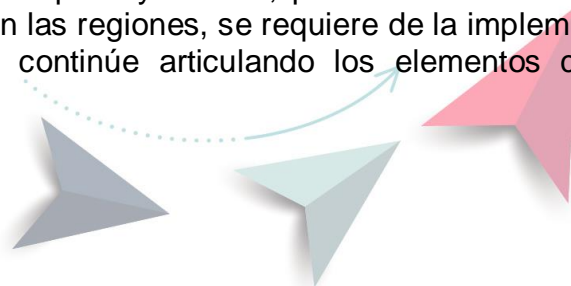 n las regiones, se requiere de la implem
continúe articulando los elementos